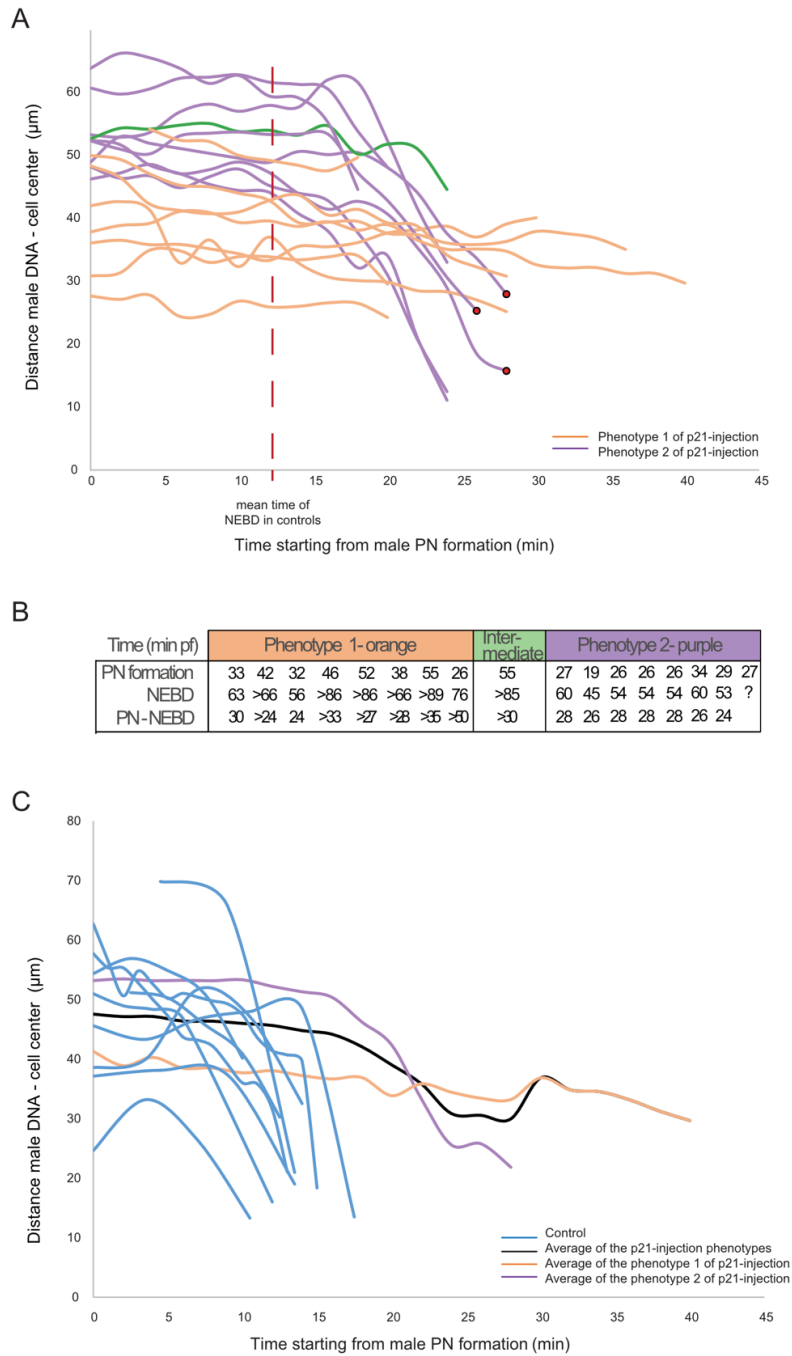 A
Distance male DNA - cell center (µm)
60
50
40
30
20
10
0
Phenotype 1 of p21-injection
Phenotype 2 of p21-injection
0 5 10 15 20 25 30 35 40 45
mean time of
NEBD in controls
Time starting from male PN formation (min)
B
Time (min pf) Phenotype 1- orange Inter-mediate Phenotype 2- purple
PN formation 33 42 32 46 52 38 55 26 55 27 19 26 26 26 34 29 27
NEBD 63 >66 56 >86 >86 >66 >89 76 >85 60 45 54 54 54 60 53 ?
PN - NEBD 30 >24 24 >33 >27 >28 >35 >50 >30 28 26 28 28 28 26 24
C
Distance male DNA - cell center (µm)
80
70
60
50
40
30
20
10
0
Control
Average of the p21-injection phenotypes
Average of the phenotype 1 of p21-injection
Average of the phenotype 2 of p21-injection
0 5 10 15 20 25 30 35 40 45
Time starting from male PN formation (min)